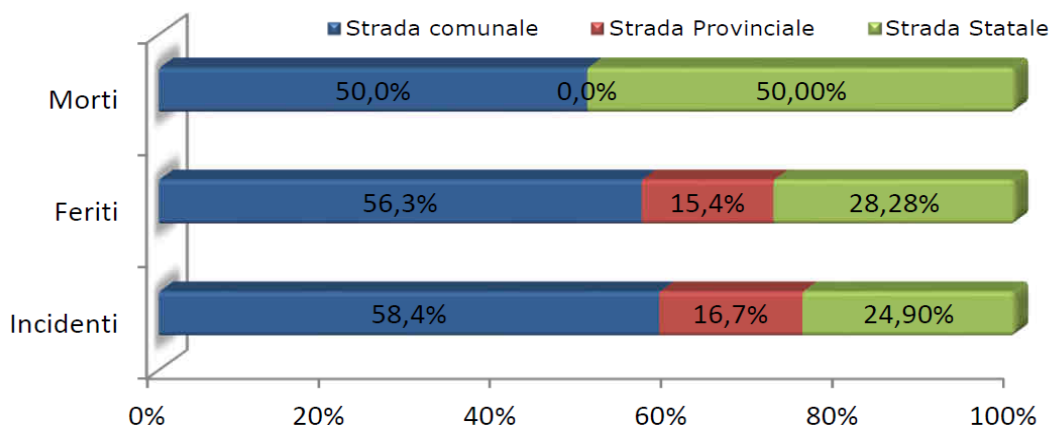 Strada comunale Strada Provinciale Strada Statale
Morti 50,0% 0,0% 50,00%
Feriti 56,3% 15,4% 28,28%
Incidenti 58,4% 16,7% 24,90%
0% 20% 40% 60% 80% 100%